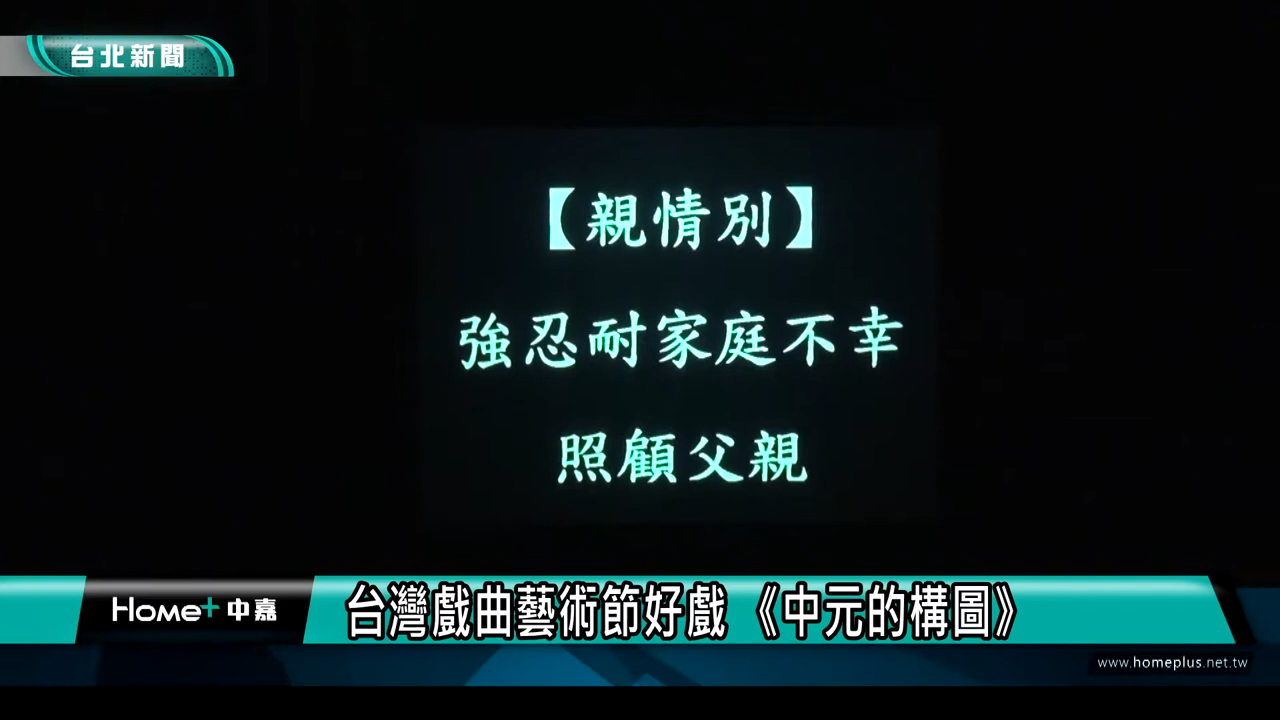 台北新聞
【親情別】
強忍耐家庭不幸
照顧父親
Home+中嘉
台灣戲曲藝術節好戲《中元的構圖》
www.homeplus.net.tw